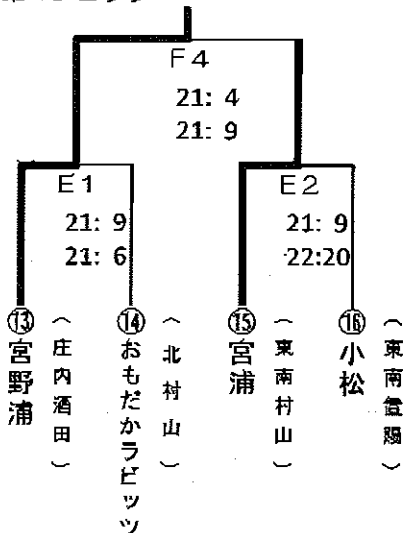 F4
21: 4
21: 9
E1
21: 9
21: 6
E2
21: 9
22:20
⑬宮野浦
(庄内酒田)
⑭おもだかラビッツ
(北村山)
⑮宮浦
(東南村山)
⑯小松
(東南置賜)